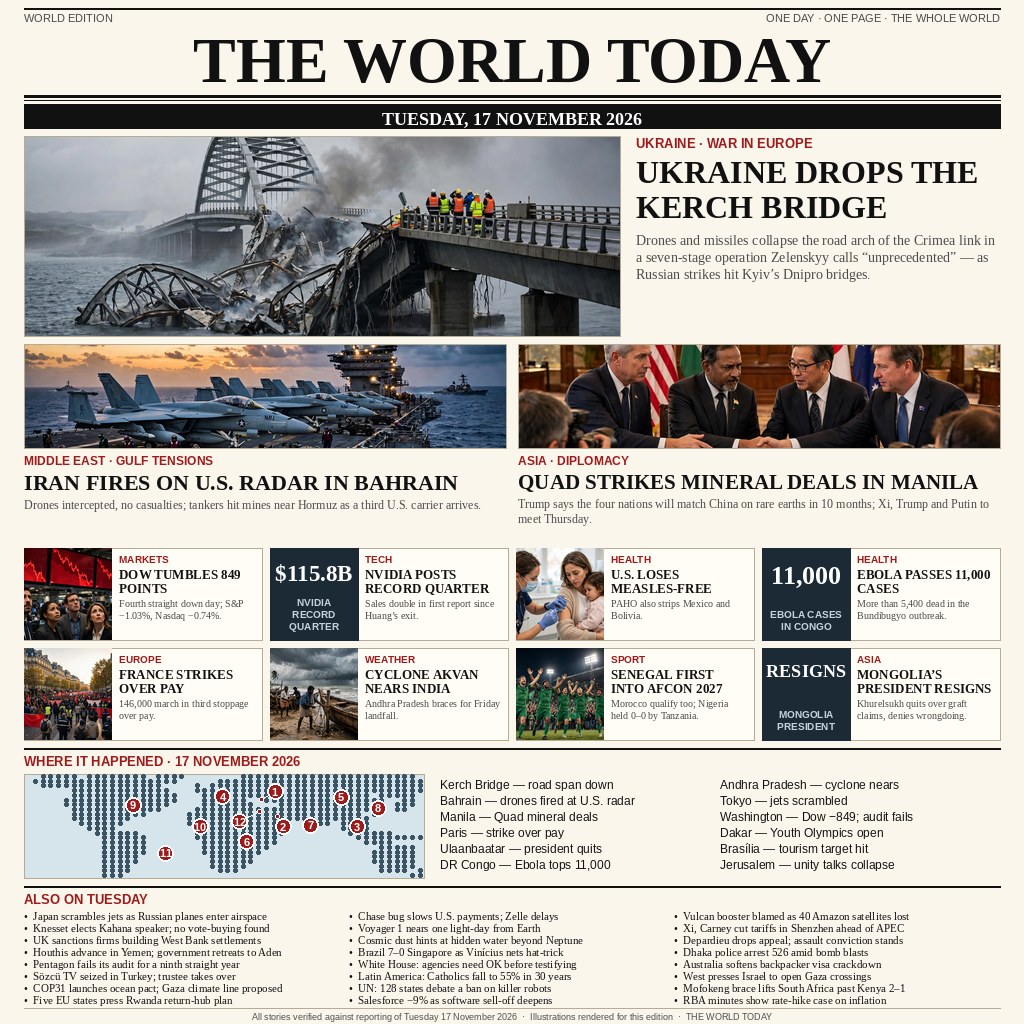 WORLD EDITION
ONE DAY · ONE PAGE · THE WHOLE WORLD
THE WORLD TODAY
TUESDAY, 17 NOVEMBER 2026
UKRAINE · WAR IN EUROPE
UKRAINE DROPS THE
KERCH BRIDGE
Drones and missiles collapse the road arch of the Crimea link in
a seven-stage operation Zelenskyy calls “unprecedented” — as
Russian strikes hit Kyiv’s Dnipro bridges.
MIDDLE EAST · GULF TENSIONS
IRAN FIRES ON U.S. RADAR IN BAHRAIN
Drones intercepted, no casualties; tankers hit mines near Hormuz as a third U.S. carrier arrives.
ASIA · DIPLOMACY
QUAD STRIKES MINERAL DEALS IN MANILA
Trump says the four nations will match China on rare earths in 10 months; Xi, Trump and Putin to
meet Thursday.
MARKETS
DOW TUMBLES 849
POINTS
Fourth straight down day; S&P
−1.03%, Nasdaq −0.74%.
$115.8B
NVIDIA
RECORD
QUARTER
TECH
NVIDIA POSTS
RECORD QUARTER
Sales double in first report since
Huang’s exit.
HEALTH
U.S. LOSES
MEASLES-FREE
PAHO also strips Mexico and
Bolivia.
11,000
EBOLA CASES
IN CONGO
HEALTH
EBOLA PASSES 11,000
CASES
More than 5,400 dead in the
Bundibugyo outbreak.
EUROPE
FRANCE STRIKES
OVER PAY
146,000 march in third stoppage
over pay.
WEATHER
CYCLONE AKVAN
NEARS INDIA
Andhra Pradesh braces for Friday
landfall.
SPORT
SENEGAL FIRST
INTO AFCON 2027
Morocco qualify too; Nigeria
held 0–0 by Tanzania.
RESIGNS
MONGOLIA
PRESIDENT
ASIA
MONGOLIA’S
PRESIDENT RESIGNS
Khurelsukh quits over graft
claims, denies wrongdoing.
WHERE IT HAPPENED · 17 NOVEMBER 2026
9
4
1
5
8
10
12
2
7
3
6
11
Kerch Bridge — road span down
Bahrain — drones fired at U.S. radar
Manila — Quad mineral deals
Paris — strike over pay
Ulaanbaatar — president quits
DR Congo — Ebola tops 11,000
Andhra Pradesh — cyclone nears
Tokyo — jets scrambled
Washington — Dow −849; audit fails
Dakar — Youth Olympics open
Brasília — tourism target hit
Jerusalem — unity talks collapse
ALSO ON TUESDAY
• Japan scrambles jets as Russian planes enter airspace
• Knesset elects Kahana speaker; no vote-buying found
• UK sanctions firms building West Bank settlements
• Houthis advance in Yemen; government retreats to Aden
• Pentagon fails its audit for a ninth straight year
• Sözcü TV seized in Turkey; trustee takes over
• COP31 launches ocean pact; Gaza climate line proposed
• Five EU states press Rwanda return-hub plan
• Chase bug slows U.S. payments; Zelle delays
• Voyager 1 nears one light-day from Earth
• Cosmic dust hints at hidden water beyond Neptune
• Brazil 7–0 Singapore as Vinícius nets hat-trick
• White House: agencies need OK before testifying
• Latin America: Catholics fall to 55% in 30 years
• UN: 128 states debate a ban on killer robots
• Salesforce −9% as software sell-off deepens
• Vulcan booster blamed as 40 Amazon satellites lost
• Xi, Carney cut tariffs in Shenzhen ahead of APEC
• Depardieu drops appeal; assault conviction stands
• Dhaka police arrest 526 amid bomb blasts
• Australia softens backpacker visa crackdown
• West presses Israel to open Gaza crossings
• Mofokeng brace lifts South Africa past Kenya 2–1
• RBA minutes show rate-hike case on inflation
All stories verified against reporting of Tuesday 17 November 2026 · Illustrations rendered for this edition · THE WORLD TODAY